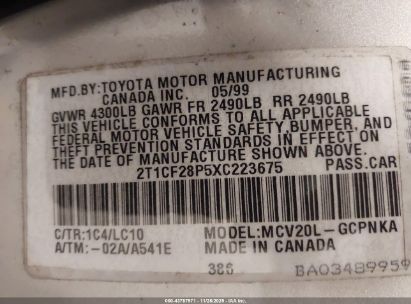 MFD.BY:TOYOTA MOTOR MANUFACTURING
CANADA INC. 05/99
GVWR 4300LB GAWR FR 2490LB RR 2490LB
THIS VEHICLE CONFORMS TO ALL APPLICABLE
FEDERAL MOTOR VEHICLE SAFETY,BUMPER, AND
THEFT PREVENTION STANDARDS IN EFFECT ON
THE DATE OF MANUFACTURE SHOWN ABOVE.
2T1CF28P5XC223675 PASS.CAR
C/TR:1C4/LC10 MODEL:MCV20L-GCPNKA
A/TM:-02A/A541E MADE IN CANADA
386 BA0348995